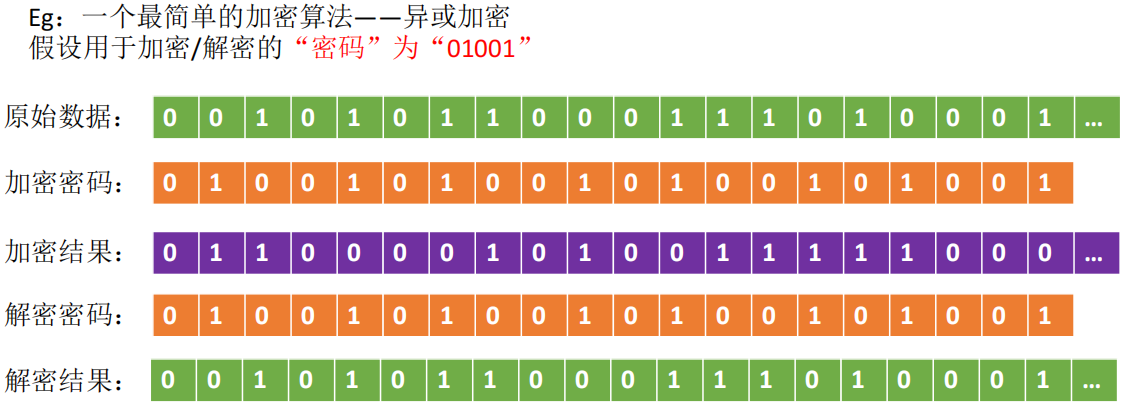 Eg：一个最简单的加密算法——异或加密
假设用于加密/解密的“密码”为“01001”
原始数据： 0 0 1 0 1 0 1 1 0 0 0 1 1 1 0 1 0 0 0 1 …
加密密码： 0 1 0 0 1 0 1 0 0 1 0 1 0 0 1 0 1 0 0 1
加密结果： 0 1 1 0 0 0 0 1 0 1 0 0 1 1 1 1 1 0 0 0 …
解密密码： 0 1 0 0 1 0 1 0 0 1 0 1 0 0 1 0 1 0 0 1
解密结果： 0 0 1 0 1 0 1 1 0 0 0 1 1 1 0 1 0 0 0 1 …